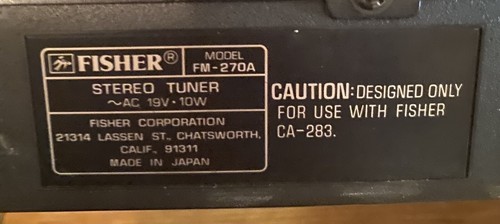 FISHER®
MODEL
FM-270A
STEREO TUNER
~AC 19V·10W
FISHER CORPORATION
21314 LASSEN ST., CHATSWORTH,
CALIF., 91311
MADE IN JAPAN
CAUTION: DESIGNED ONLY
FOR USE WITH FISHER
CA-283.